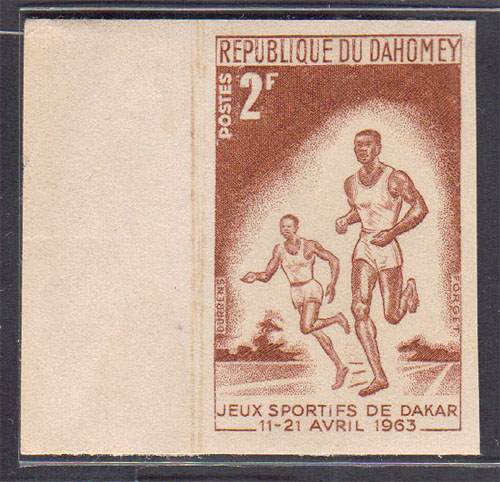 REPUBLIQUE DU DAHOMEY
POSTES
2F
DURRENS
FORGET
JEUX SPORTIFS DE DAKAR
11-21 AVRIL 1963